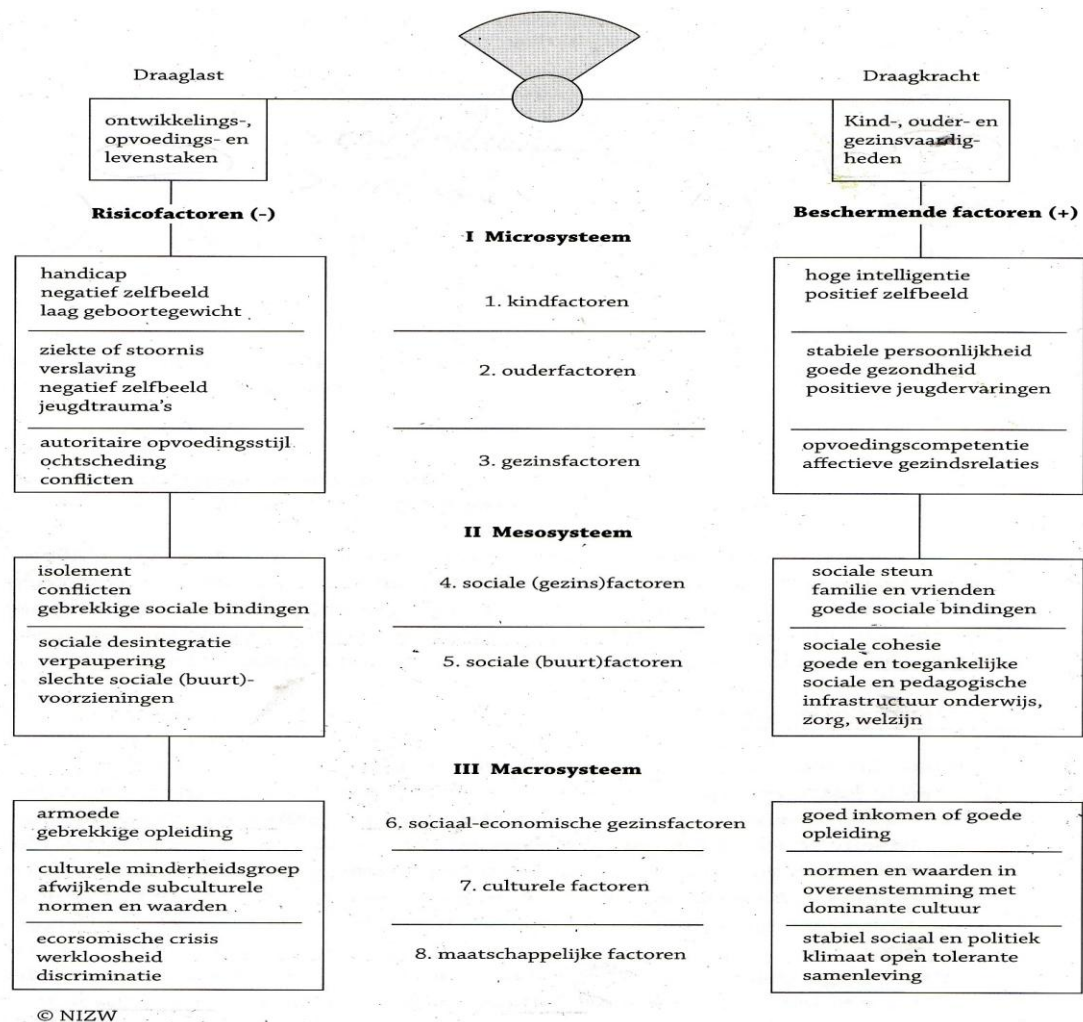 Draaglast
Draagkracht
ontwikkelings-,
opvoedings- en
levenstaken
Kind-, ouder- en
gezinsvaardig-
heden
Risicofactoren (-)
Beschermende factoren (+)
I Microsysteem
handicap
negatief zelfbeeld
laag geboortegewicht
1. kindfactoren
hoge intelligentie
positief zelfbeeld
ziekte of stoornis
verslaving
negatief zelfbeeld
jeugdtrauma's
2. ouderfactoren
stabiele persoonlijkheid
goede gezondheid
positieve jeugdervaringen
autoritaire opvoedingsstijl
ochtscheding
conflicten
3. gezinsfactoren
opvoedingscompetentie
affectieve gezindsrelaties
II Mesosysteem
isolement
conflicten
gebrekkige sociale bindingen
4. sociale (gezins)factoren
sociale steun
familie en vrienden
goede sociale bindingen
sociale desintegratie
verpaupering
slechte sociale (buurt)-
voorzieningen
5. sociale (buurt)factoren
sociale cohesie
goede en toegankelijke
sociale en pedagogische
infrastructuur onderwijs,
zorg, welzijn
III Macrosysteem
armoede
gebrekkige opleiding
6. sociaal-economische gezinsfactoren
goed inkomen of goede
opleiding
culturele minderheidsgroep
afwijkende subculturele
normen en waarden
7. culturele factoren
normen en waarden in
overeenstemming met
dominante cultuur
ecorsomische crisis
werkloosheid
discriminatie
8. maatschappelijke factoren
stabiel sociaal en politiek
klimaat open tolerante
samenleving
© NIZW